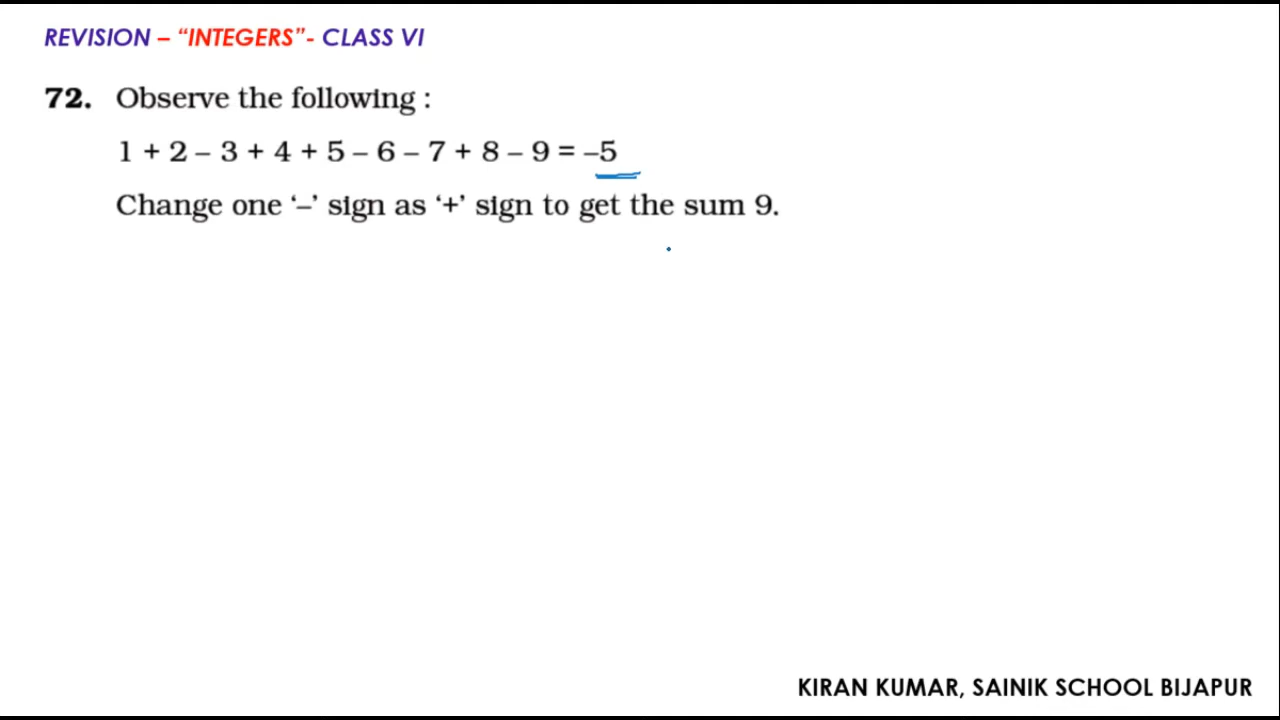 REVISION – “INTEGERS”- CLASS VI
72. Observe the following :
1 + 2 – 3 + 4 + 5 – 6 – 7 + 8 – 9 = –5
Change one ‘–’ sign as ‘+’ sign to get the sum 9.
KIRAN KUMAR, SAINIK SCHOOL BIJAPUR